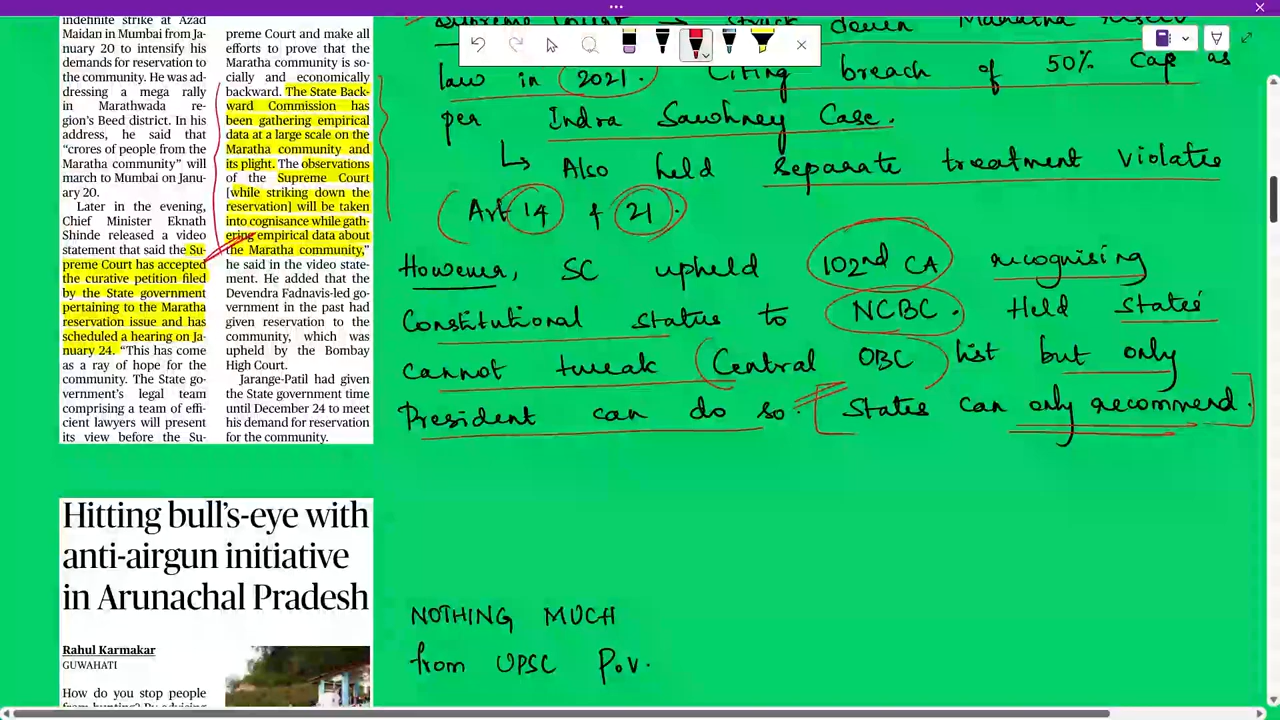 indefinite strike at Azad
Maidan in Mumbai from Ja-
nuary 20 to intensify his
demands for reservation to
the community. He was ad-
dressing a mega rally
in Marathwada re-
gion's Beed district. In his
address, he said that
"crores of people from the
Maratha community" will
march to Mumbai on Janu-
ary 20.
Later in the evening,
Chief Minister Eknath
Shinde released a video
statement that said the Su-
preme Court has accepted
the curative petition filed
by the State government
pertaining to the Maratha
reservation issue and has
scheduled a hearing on Ja-
nuary 24. "This has come
as a ray of hope for the
community. The State go-
vernment's legal team
comprising a team of effi-
cient lawyers will present
its view before the Su-
preme Court and make all
efforts to prove that the
Maratha community is so-
cially and economically
backward. The State Back-
ward Commission has
been gathering empirical
data at a large scale on the
Maratha community and
its plight. The observations
of the Supreme Court
[while striking down the
reservation] will be taken
into cognisance while gath-
ering empirical data about
the Maratha community,"
he said in the video state-
ment. He added that the
Devendra Fadnavis-led go-
vernment in the past had
given reservation to the
community, which was
upheld by the Bombay
High Court.
Jarange-Patil had given
the State government time
until December 24 to meet
his demand for reservation
for the community.
Supreme Court → Struck down Maratha
law in 2021. Citing breach of 50% cap as
per Indra Sawhney Case.
↳ Also held separate treatment violates
(Art 14 & 21).
However, SC upheld 102nd CA recognising
Constitutional status to NCBC. Held States
cannot tweak Central OBC list but only
President can do so. [States can only recommend.]
Hitting bull's-eye with
anti-airgun initiative
in Arunachal Pradesh
Rahul Karmakar
GUWAHATI
How do you stop people
NOTHING MUCH
from UPSC P.o.v.